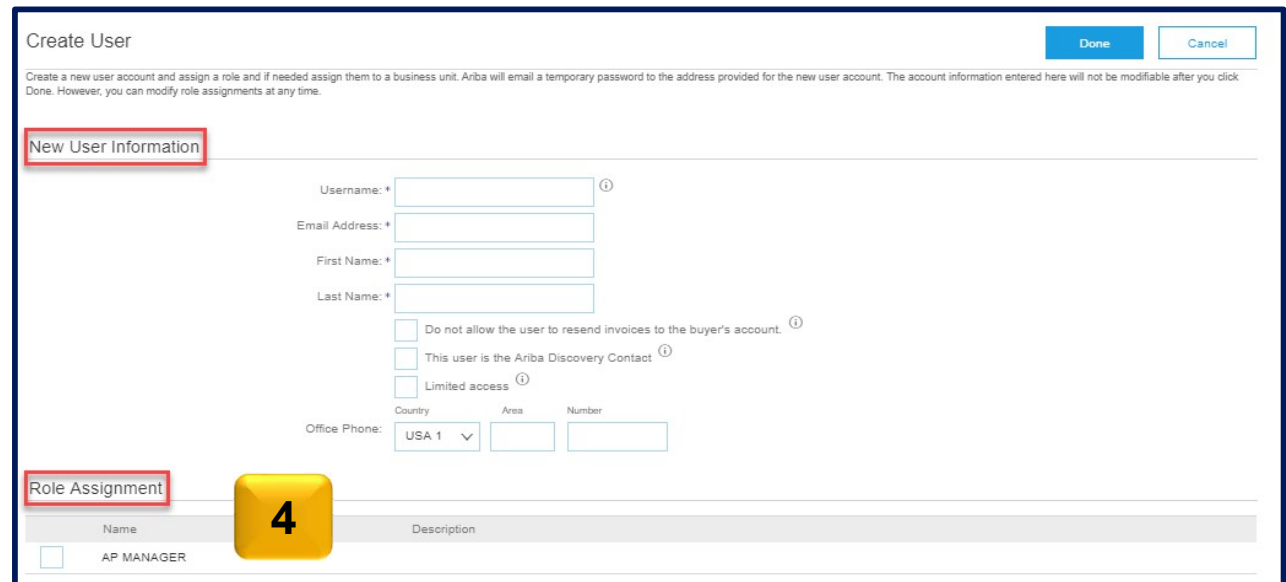 Create User
Done
Cancel
Create a new user account and assign a role and if needed assign them to a business unit. Ariba will email a temporary password to the address provided for the new user account. The account information entered here will not be modifiable after you click
Done. However, you can modify role assignments at any time.
New User Information
Username: *
Email Address: *
First Name: *
Last Name: *
Do not allow the user to resend invoices to the buyer's account.
This user is the Ariba Discovery Contact
Limited access
Country Area Number
Office Phone: USA 1
Role Assignment
4
Name Description
AP MANAGER